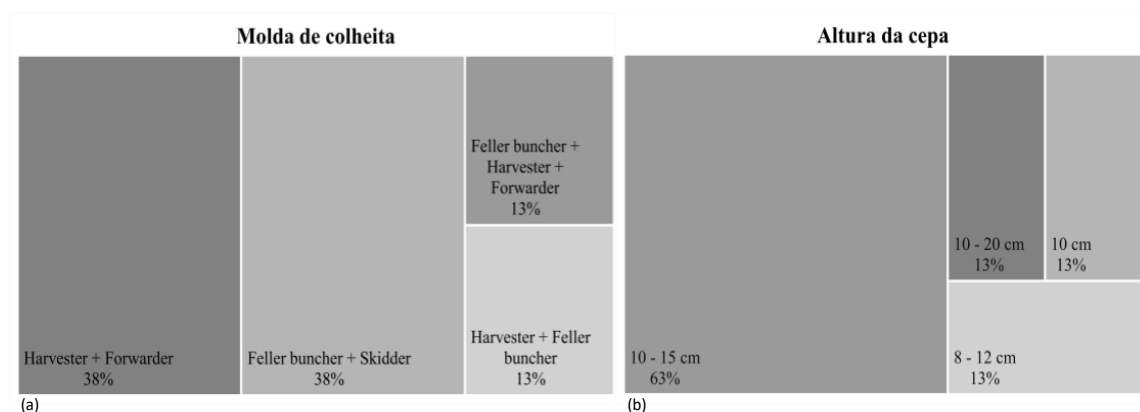 Molda de colheita
Harvester + Forwarder
38%
Feller buncher + Skidder
38%
Feller buncher +
Harvester +
Forwarder
13%
Harvester + Feller
buncher
13%
(a)
Altura da cepa
10 - 15 cm
63%
10 - 20 cm
13%
10 cm
13%
8 - 12 cm
13%
(b)